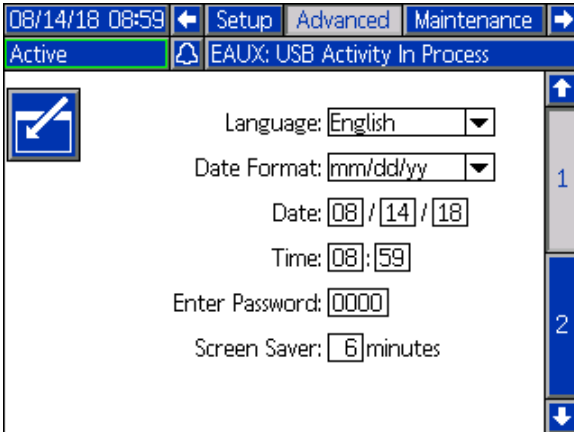 08/14/18 08:59 Setup Advanced Maintenance
Active EAUX: USB Activity In Process
Language: English
Date Format: mm/dd/yy
1
Date: 08 / 14 / 18
Time: 08 : 59
Enter Password: 0000
2
Screen Saver: 6 minutes